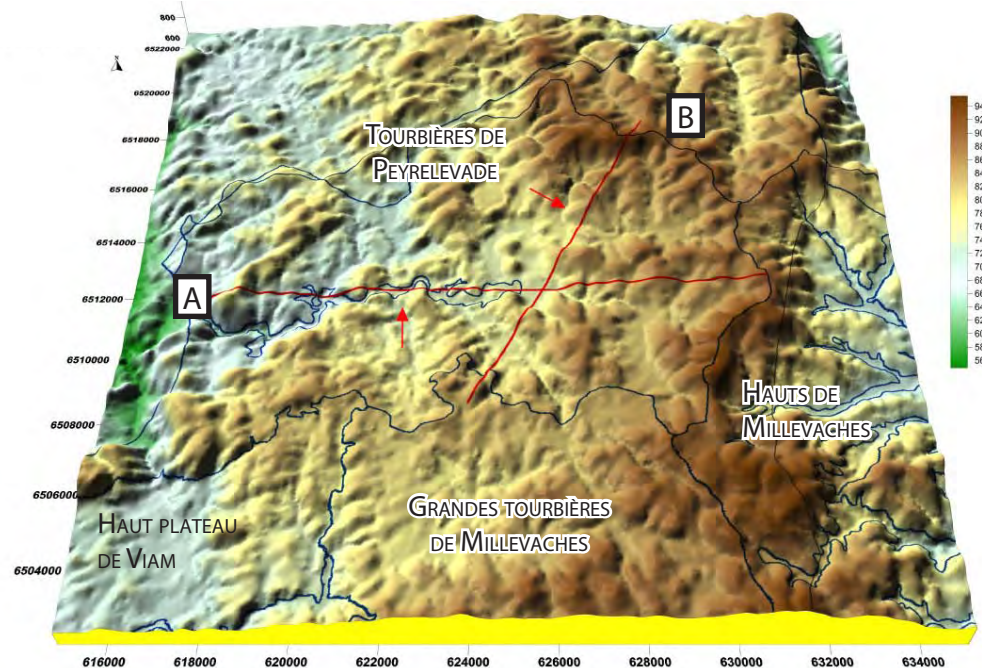 800
600
6522000
6520000
6518000
6516000
6514000
6512000
6510000
6508000
6506000
6504000
B
Tourbières de
Peyrelevade
A
Hauts de
Millevaches
Grandes tourbières
de Millevaches
Haut plateau
de Viam
616000 618000 620000 622000 624000 626000 628000 630000 632000 634000